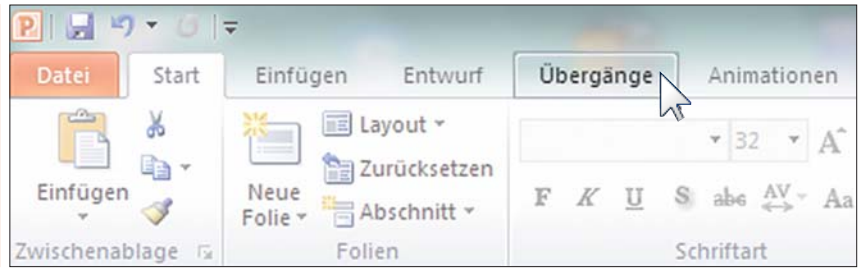 P
Datei Start Einfügen Entwurf Übergänge Animationen
Layout
32 A
Zurücksetzen
Einfügen Neue Folie Abschnitt
F K U S abc AV Aa
Zwischenablage Folien Schriftart